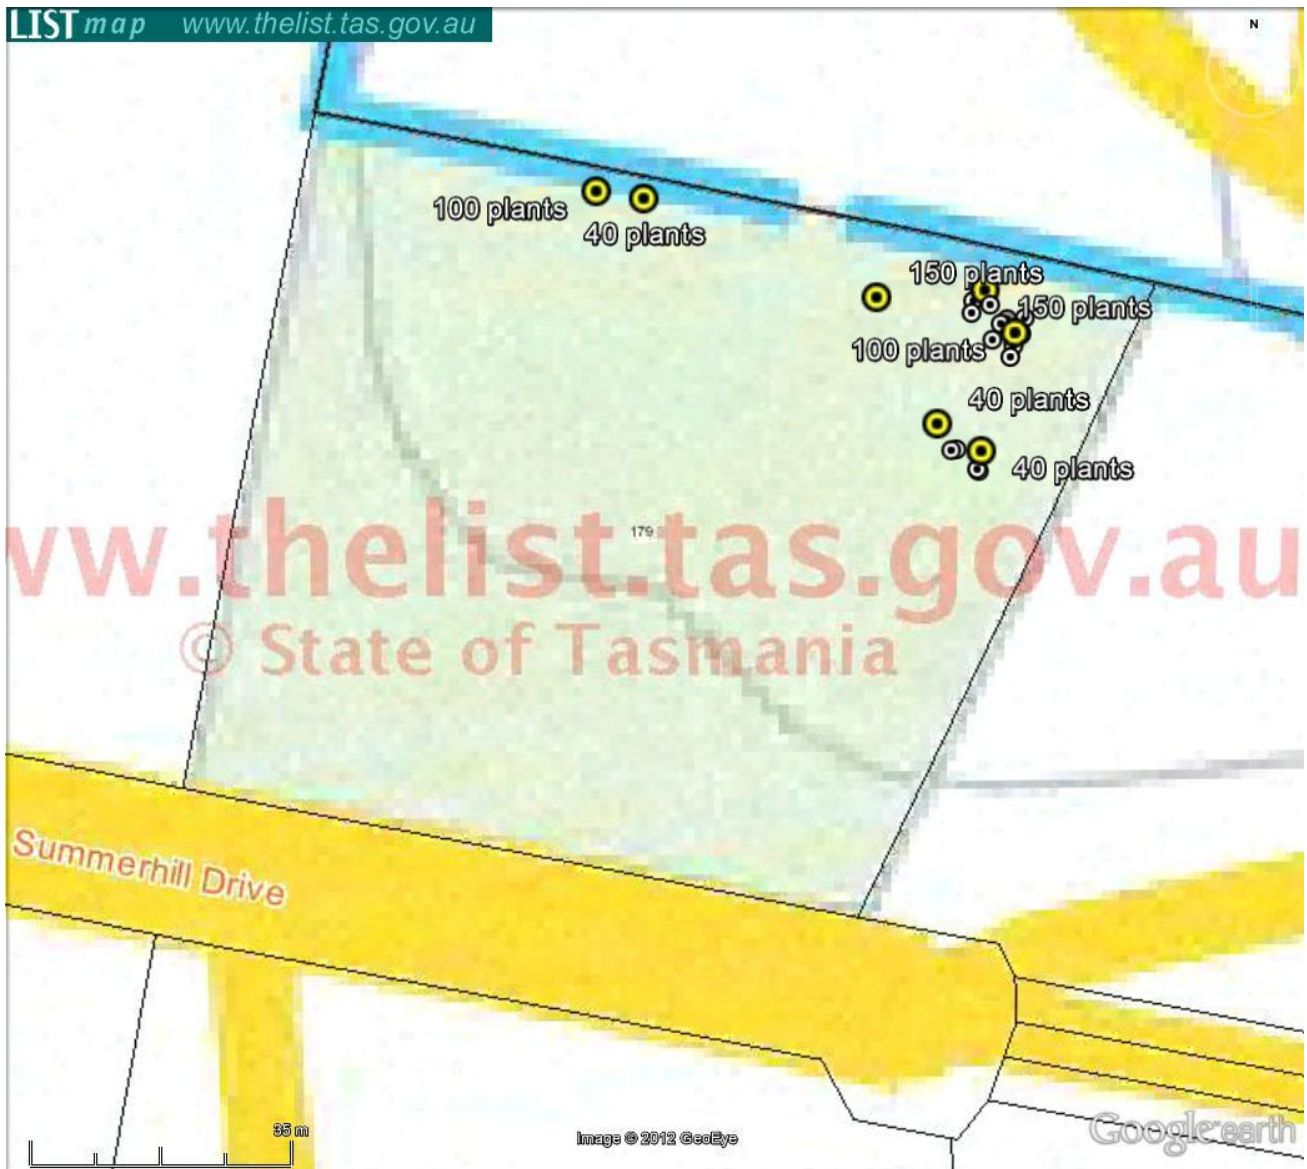 LIST map www.thelist.tas.gov.au
N
100 plants
40 plants
150 plants
150 plants
100 plants
40 plants
40 plants
179
ww.thelist.tas.gov.au
© State of Tasmania
Summerhill Drive
35 m
Image © 2012 GeoEye
Google earth